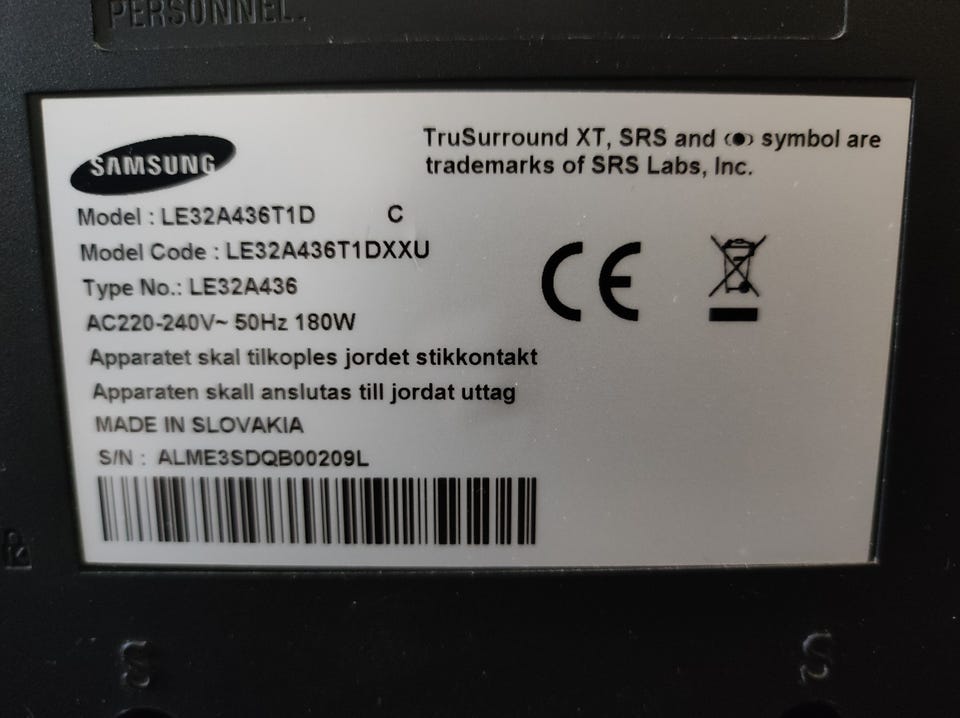 PERSONNEL.
SAMSUNG
TruSurround XT, SRS and (●) symbol are
trademarks of SRS Labs, Inc.
Model : LE32A436T1D C
Model Code : LE32A436T1DXXU
Type No.: LE32A436
AC220-240V~ 50Hz 180W
Apparatet skal tilkoples jordet stikkontakt
Apparaten skall anslutas till jordat uttag
MADE IN SLOVAKIA
S/N : ALME3SDQB00209L
CE
S S